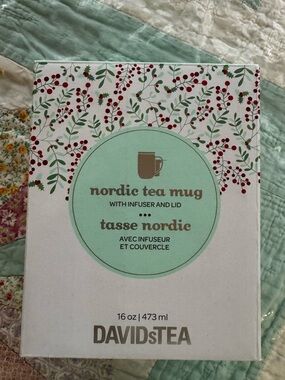 nordic tea mug
WITH INFUSER AND LID
•••
tasse nordic
AVEC INFUSEUR
ET COUVERCLE
16 oz | 473 ml
DAVIDsTEA